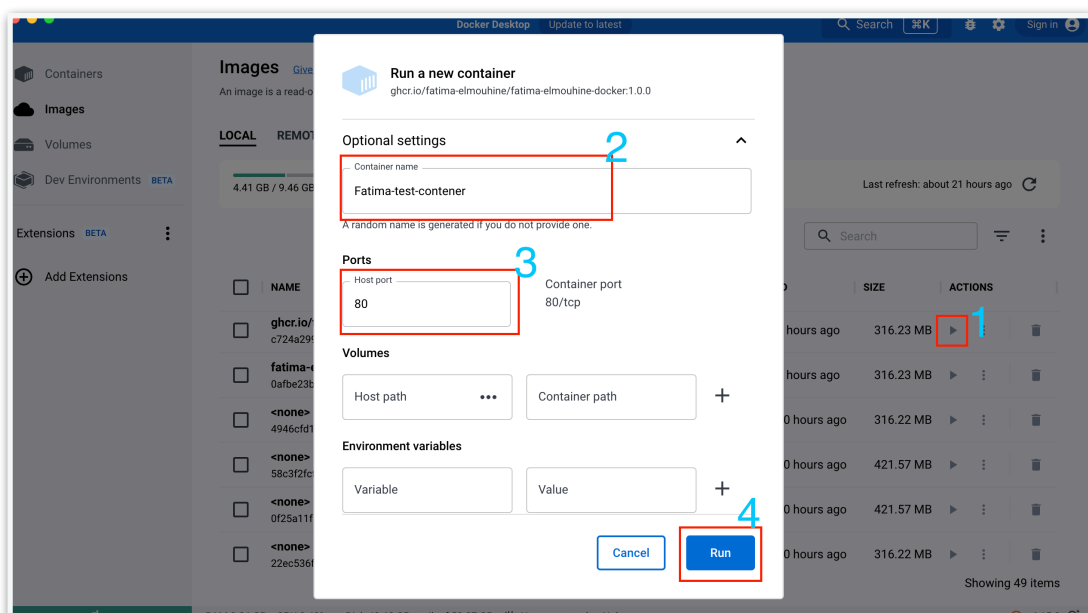 Docker Desktop Update to latest
Search ⌘K
Sign in
Containers
Images
Volumes
Dev Environments BETA
Extensions BETA
Add Extensions
Images Give
An image is a read-o
LOCAL REMOT
4.41 GB / 9.46 GB
Last refresh: about 21 hours ago
Search
NAME
SIZE
ACTIONS
ghcr.io/
hours ago
316.23 MB
fatima-e
0afbe23b
hours ago
316.23 MB
<none>
4946cfd1
0 hours ago
316.22 MB
<none>
0 hours ago
421.57 MB
<none>
0f25a11f
0 hours ago
421.57 MB
<none>
22ec536f
0 hours ago
316.22 MB
Showing 49 items
Run a new container
ghcr.io/fatima-elmouhine/fatima-elmouhine-docker:1.0.0
Optional settings
2
Container name
Fatima-test-contener
A random name is generated if you do not provide one.
Ports
3
Host port
80
Container port
80/tcp
1
Volumes
Host path
Container path
Environment variables
Variable
Value
4
Cancel
Run